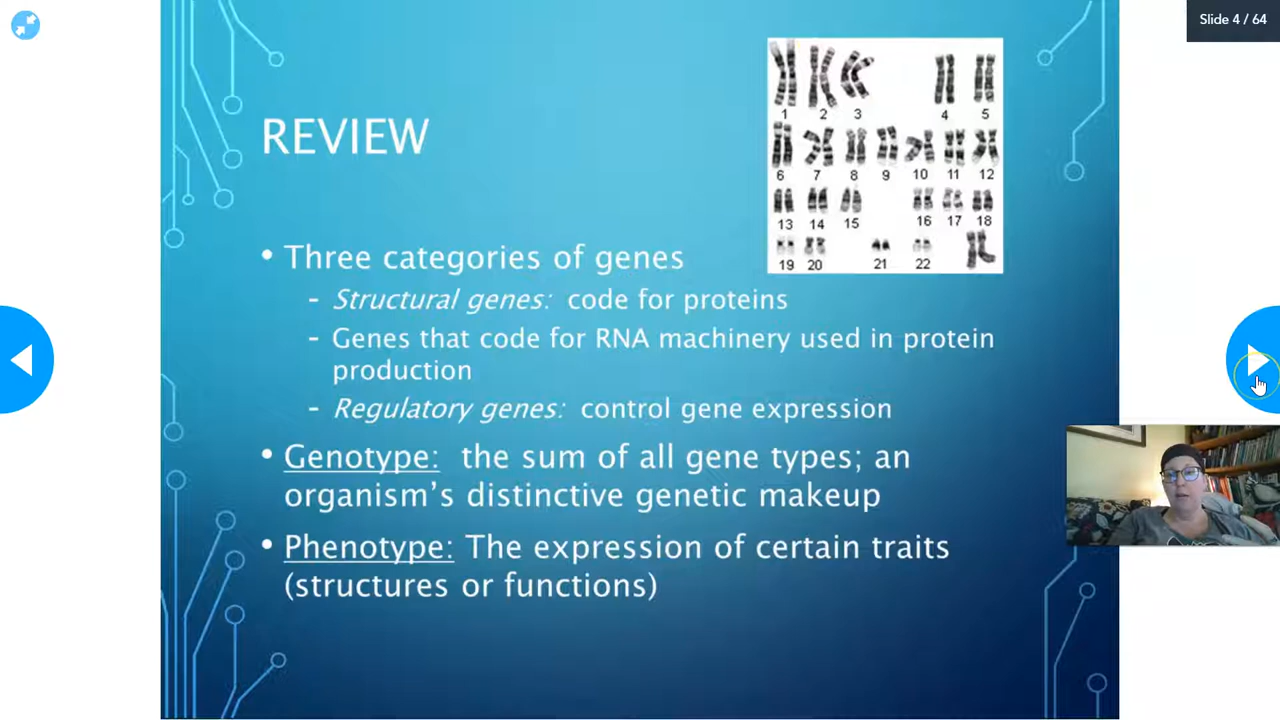 Slide 4 / 64
REVIEW
1 2 3 4 5
6 7 8 9 10 11 12
13 14 15 16 17 18
19 20 21 22
• Three categories of genes
- Structural genes: code for proteins
- Genes that code for RNA machinery used in protein
production
- Regulatory genes: control gene expression
• Genotype: the sum of all gene types; an
organism's distinctive genetic makeup
• Phenotype: The expression of certain traits
(structures or functions)